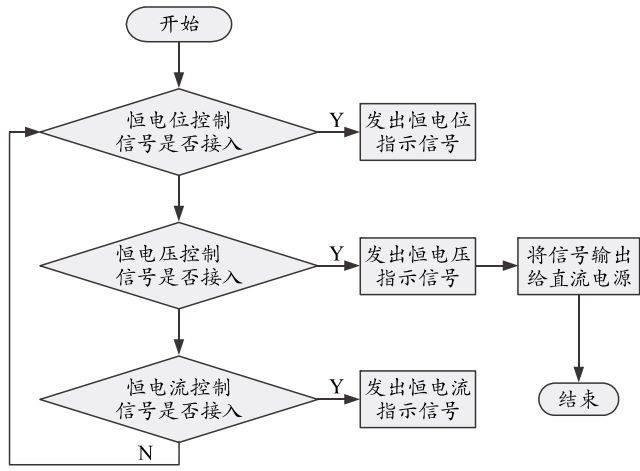 开始
恒电位控制
信号是否接入
Y
发出恒电位
指示信号
恒电压控制
信号是否接入
Y
发出恒电压
指示信号
将信号输出
给直流电源
恒电流控制
信号是否接入
Y
发出恒电流
指示信号
结束
N